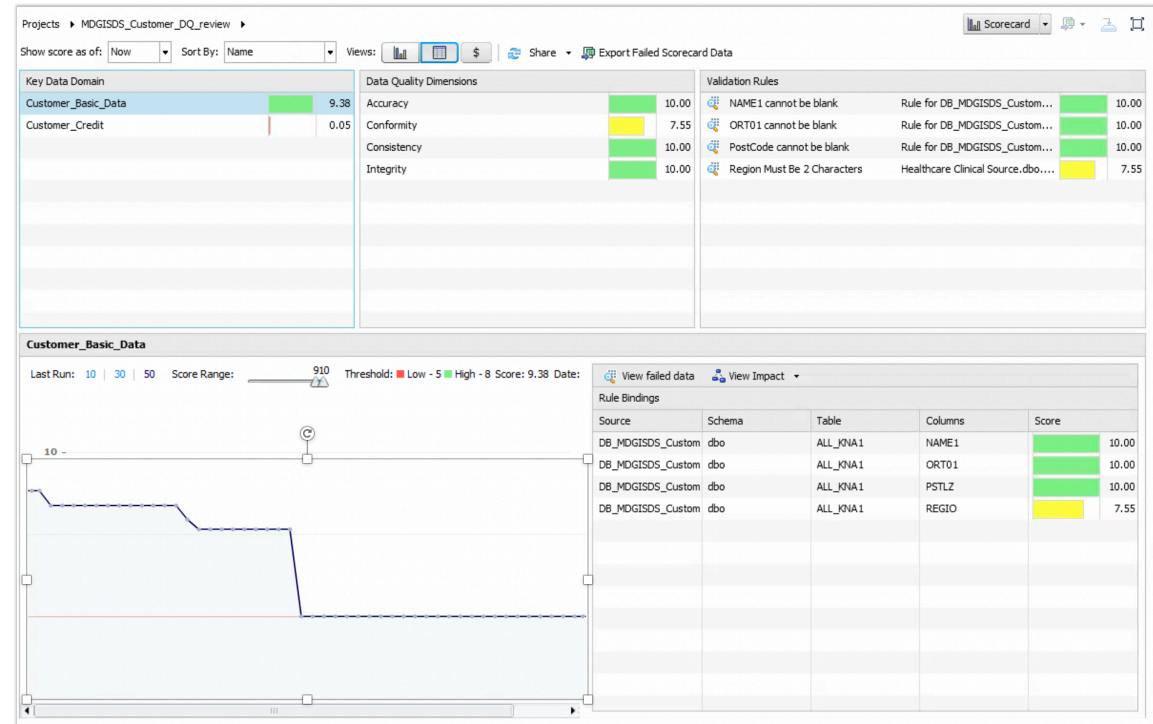 Projects ▸ MDGISDS_Customer_DQ_review ▸ Scorecard
Show score as of: Now Sort By: Name Views: $ Share Export Failed Scorecard Data
Key Data Domain
Customer_Basic_Data 9.38
Customer_Credit 0.05
Data Quality Dimensions
Accuracy 10.00
Conformity 7.55
Consistency 10.00
Integrity 10.00
Validation Rules
NAME1 cannot be blank Rule for DB_MDGISDS_Custom... 10.00
ORT01 cannot be blank Rule for DB_MDGISDS_Custom... 10.00
PostCode cannot be blank Rule for DB_MDGISDS_Custom... 10.00
Region Must Be 2 Characters Healthcare Clinical Source.dbo.... 7.55
Customer_Basic_Data
Last Run: 10 | 30 | 50 Score Range: 910 Threshold: Low - 5 High - 8 Score: 9.38 Date:
10
View failed data View Impact
Rule Bindings
Source Schema Table Columns Score
DB_MDGISDS_Custom dbo ALL_KNA1 NAME1 10.00
DB_MDGISDS_Custom dbo ALL_KNA1 ORT01 10.00
DB_MDGISDS_Custom dbo ALL_KNA1 PSTLZ 10.00
DB_MDGISDS_Custom dbo ALL_KNA1 REGIO 7.55